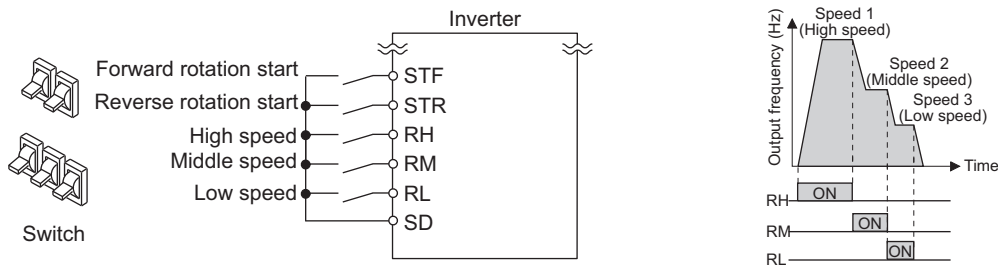 Inverter
Forward rotation start
STF
Reverse rotation start
STR
High speed
RH
Middle speed
RM
Low speed
RL
SD
Switch
Output frequency (Hz)
Speed 1
(High speed)
Speed 2
(Middle speed)
Speed 3
(Low speed)
Time
RH
ON
RM
ON
RL
ON